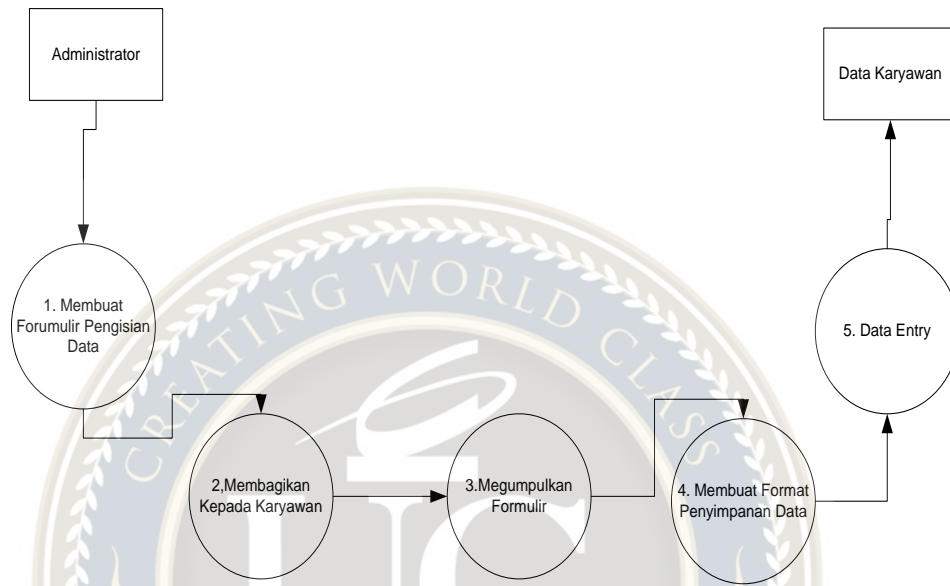 Administrator
Data Karyawan
1. Membuat
Forumulir Pengisian
Data
2,Membagikan
Kepada Karyawan
3.Megumpulkan
Formulir
4. Membuat Format
Penyimpanan Data
5. Data Entry
CREATING WORLD CLASS
UC